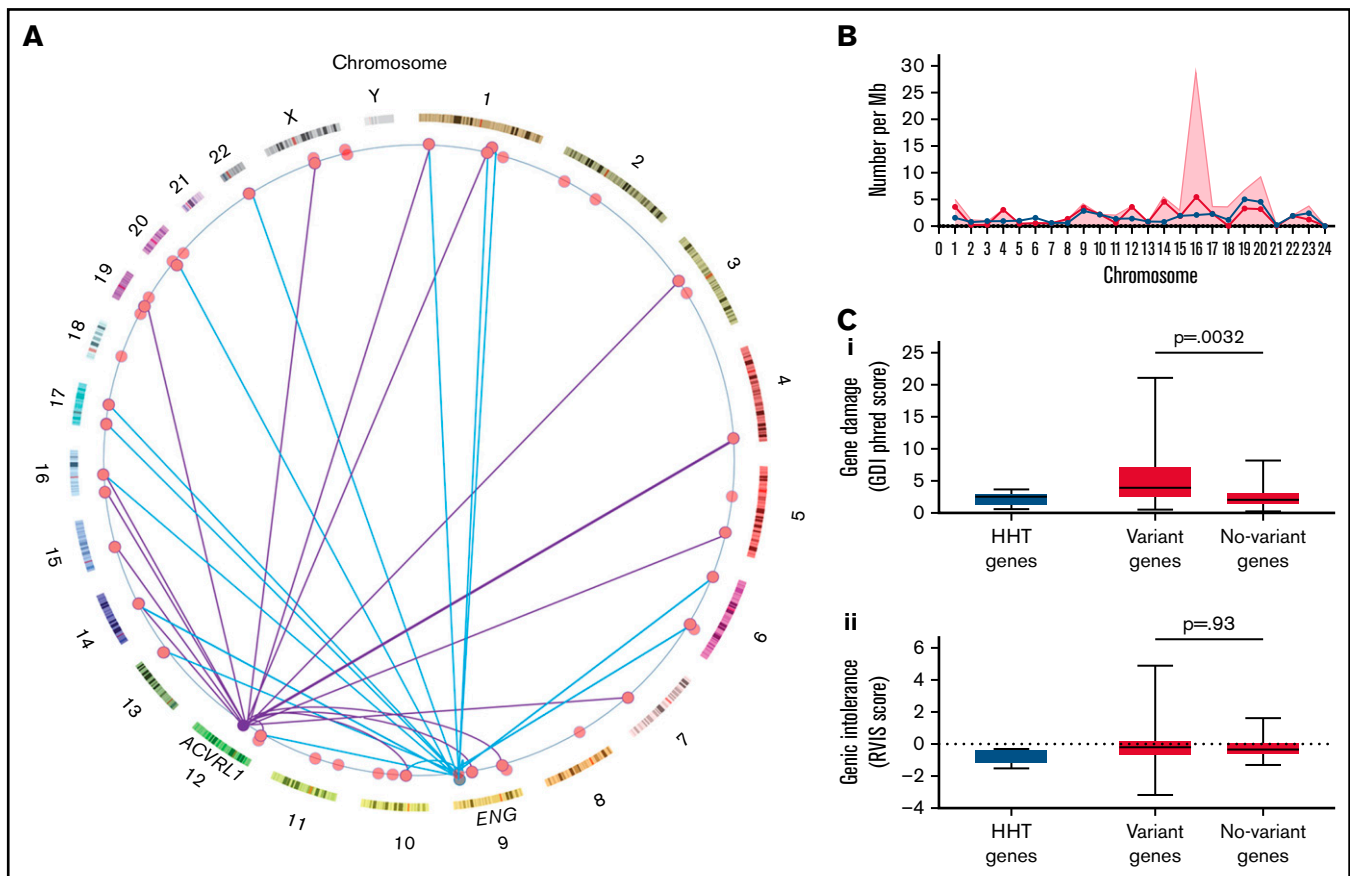 A
Chromosome
Y
1
2
3
4
5
6
7
8
ENG
9
10
11
ACVRL1
12
13
14
15
16
17
18
19
20
21
22
X
B
Number per Mb
30
25
20
15
10
5
0
0 1 2 3 4 5 6 7 8 9 10 11 12 13 14 15 16 17 18 19 20 21 22 23 24
Chromosome
C
i
p=.0032
Gene damage
(GDI phred score)
25
20
15
10
5
0
HHT
genes
Variant
genes
No-variant
genes
ii
p=.93
Genic intolerance
(RVIS score)
6
4
2
0
−2
−4
HHT
genes
Variant
genes
No-variant
genes